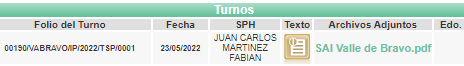 Turnos
Folio del Turno Fecha SPH Texto Archivos Adjuntos Edo.
00190/VABRAVO/IP/2022/TSP/0001 23/05/2022 JUAN CARLOS MARTINEZ FABIAN SAI Valle de Bravo.pdf